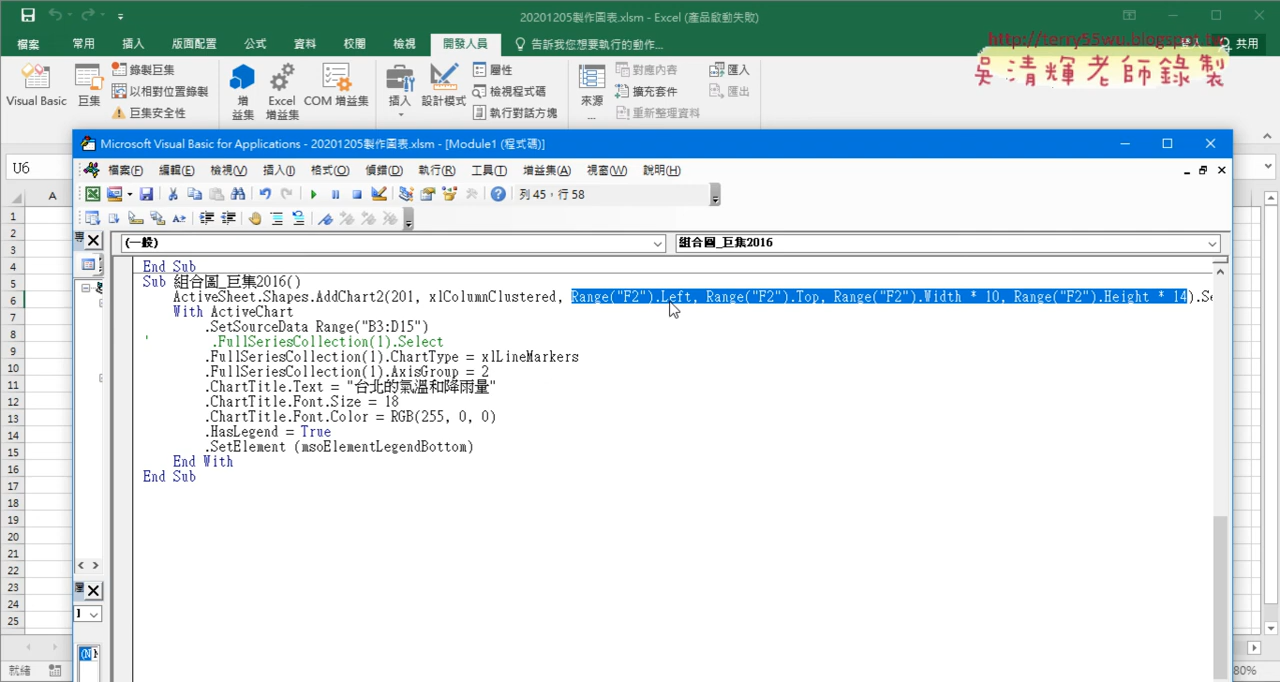 20201205製作圖表.xlsm - Excel (產品啟動失敗)
http://terry55wu.blogspot.
吳清輝老師錄製
檔案 常用 插入 版面配置 公式 資料 校閱 檢視 開發人員 告訴我您想要執行的動作... 共用
Visual Basic 巨集 錄製巨集 以相對位置錄製 巨集安全性
增益集 Excel 增益集 COM 增益集
插入 設計模式 屬性 檢視程式碼 執行對話方塊
來源... 對應內容 擴充套件 重新整理資料 匯入 匯出
Microsoft Visual Basic for Applications - 20201205製作圖表.xlsm - [Module1 (程式碼)]
U6
檔案(F) 編輯(E) 檢視(V) 插入(I) 格式(O) 偵錯(D) 執行(R) 工具(T) 增益集(A) 視窗(W) 說明(H)
列 45，行 58
A
(一般) 組合圖_巨集2016
1
2
3
4
5
6
7
8
9
10
11
12
13
14
15
16
17
18
19
20
21
22
23
24
25
End Sub
Sub 組合圖_巨集2016()
ActiveSheet.Shapes.AddChart2(201, xlColumnClustered, Range("F2").Left, Range("F2").Top, Range("F2").Width * 10, Range("F2").Height * 14).Se
With ActiveChart
.SetSourceData Range("B3:D15")
' .FullSeriesCollection(1).Select
.FullSeriesCollection(1).ChartType = xlLineMarkers
.FullSeriesCollection(1).AxisGroup = 2
.ChartTitle.Text = "台北的氣溫和降雨量"
.ChartTitle.Font.Size = 18
.ChartTitle.Font.Color = RGB(255, 0, 0)
.HasLegend = True
.SetElement (msoElementLegendBottom)
End With
End Sub
就緒
80%